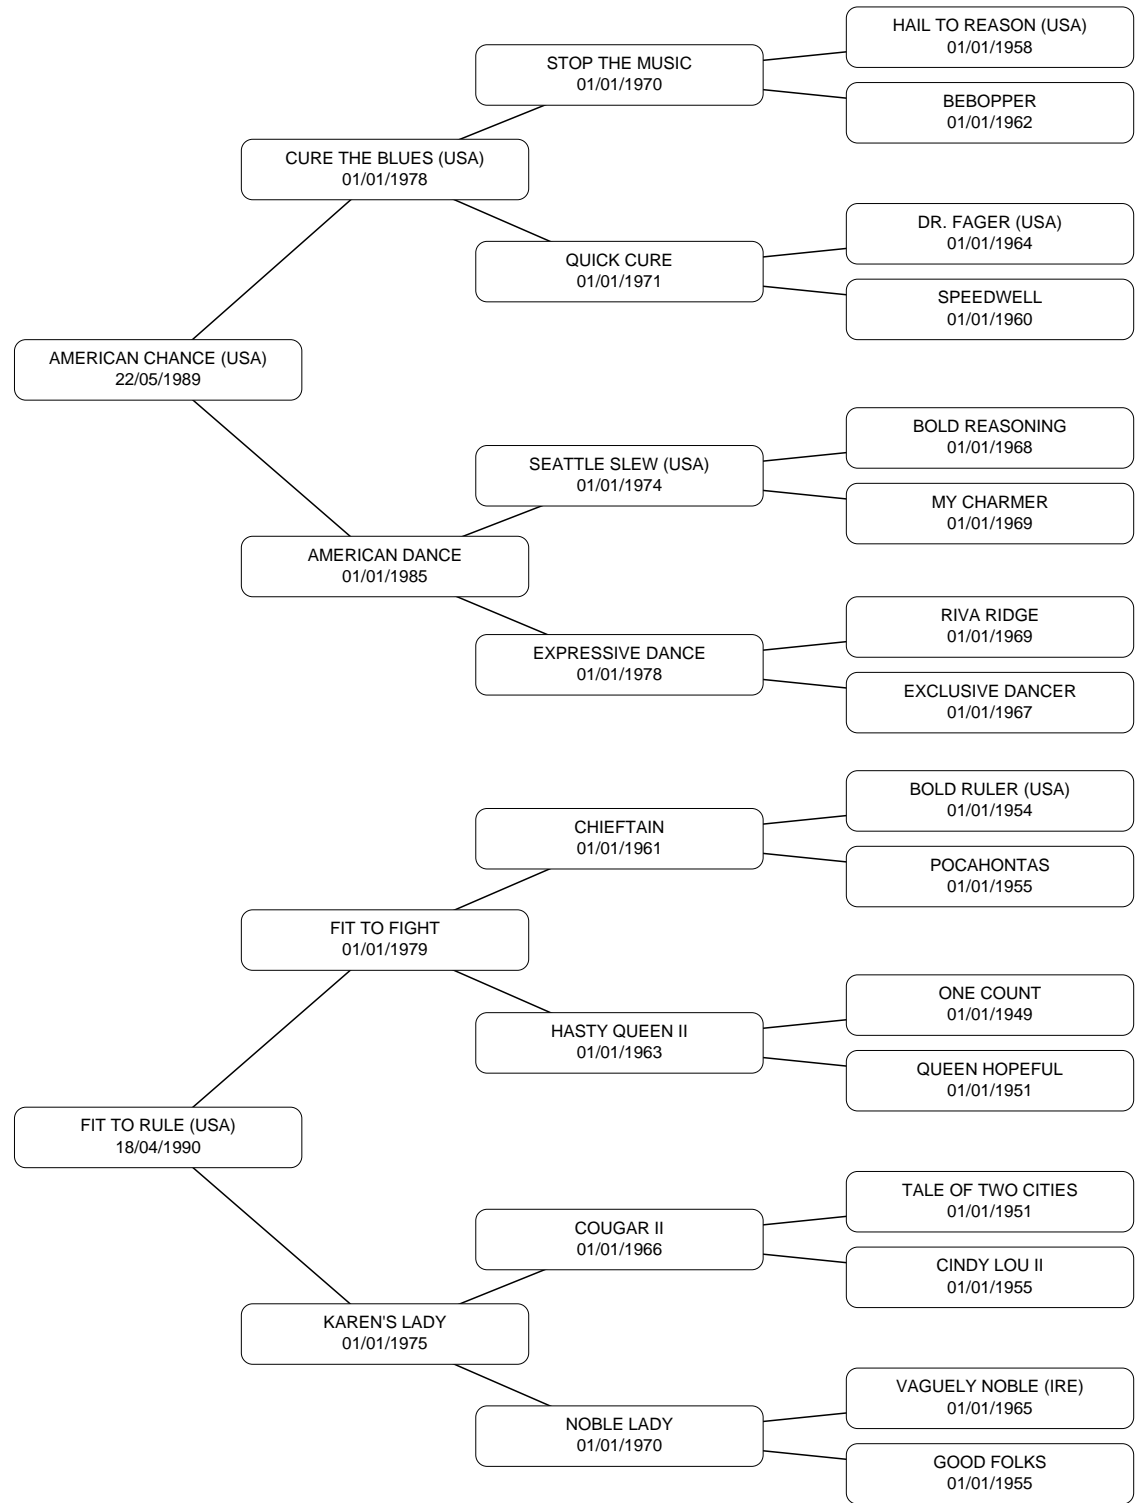 HAIL TO REASON (USA)
01/01/1958
STOP THE MUSIC
01/01/1970
BEBOPPER
01/01/1962
CURE THE BLUES (USA)
01/01/1978
DR. FAGER (USA)
01/01/1964
QUICK CURE
01/01/1971
SPEEDWELL
01/01/1960
AMERICAN CHANCE (USA)
22/05/1989
BOLD REASONING
01/01/1968
SEATTLE SLEW (USA)
01/01/1974
MY CHARMER
01/01/1969
AMERICAN DANCE
01/01/1985
RIVA RIDGE
01/01/1969
EXPRESSIVE DANCE
01/01/1978
EXCLUSIVE DANCER
01/01/1967
BOLD RULER (USA)
01/01/1954
CHIEFTAIN
01/01/1961
POCAHONTAS
01/01/1955
FIT TO FIGHT
01/01/1979
ONE COUNT
01/01/1949
HASTY QUEEN II
01/01/1963
QUEEN HOPEFUL
01/01/1951
FIT TO RULE (USA)
18/04/1990
TALE OF TWO CITIES
01/01/1951
COUGAR II
01/01/1966
CINDY LOU II
01/01/1955
KAREN'S LADY
01/01/1975
VAGUELY NOBLE (IRE)
01/01/1965
NOBLE LADY
01/01/1970
GOOD FOLKS
01/01/1955